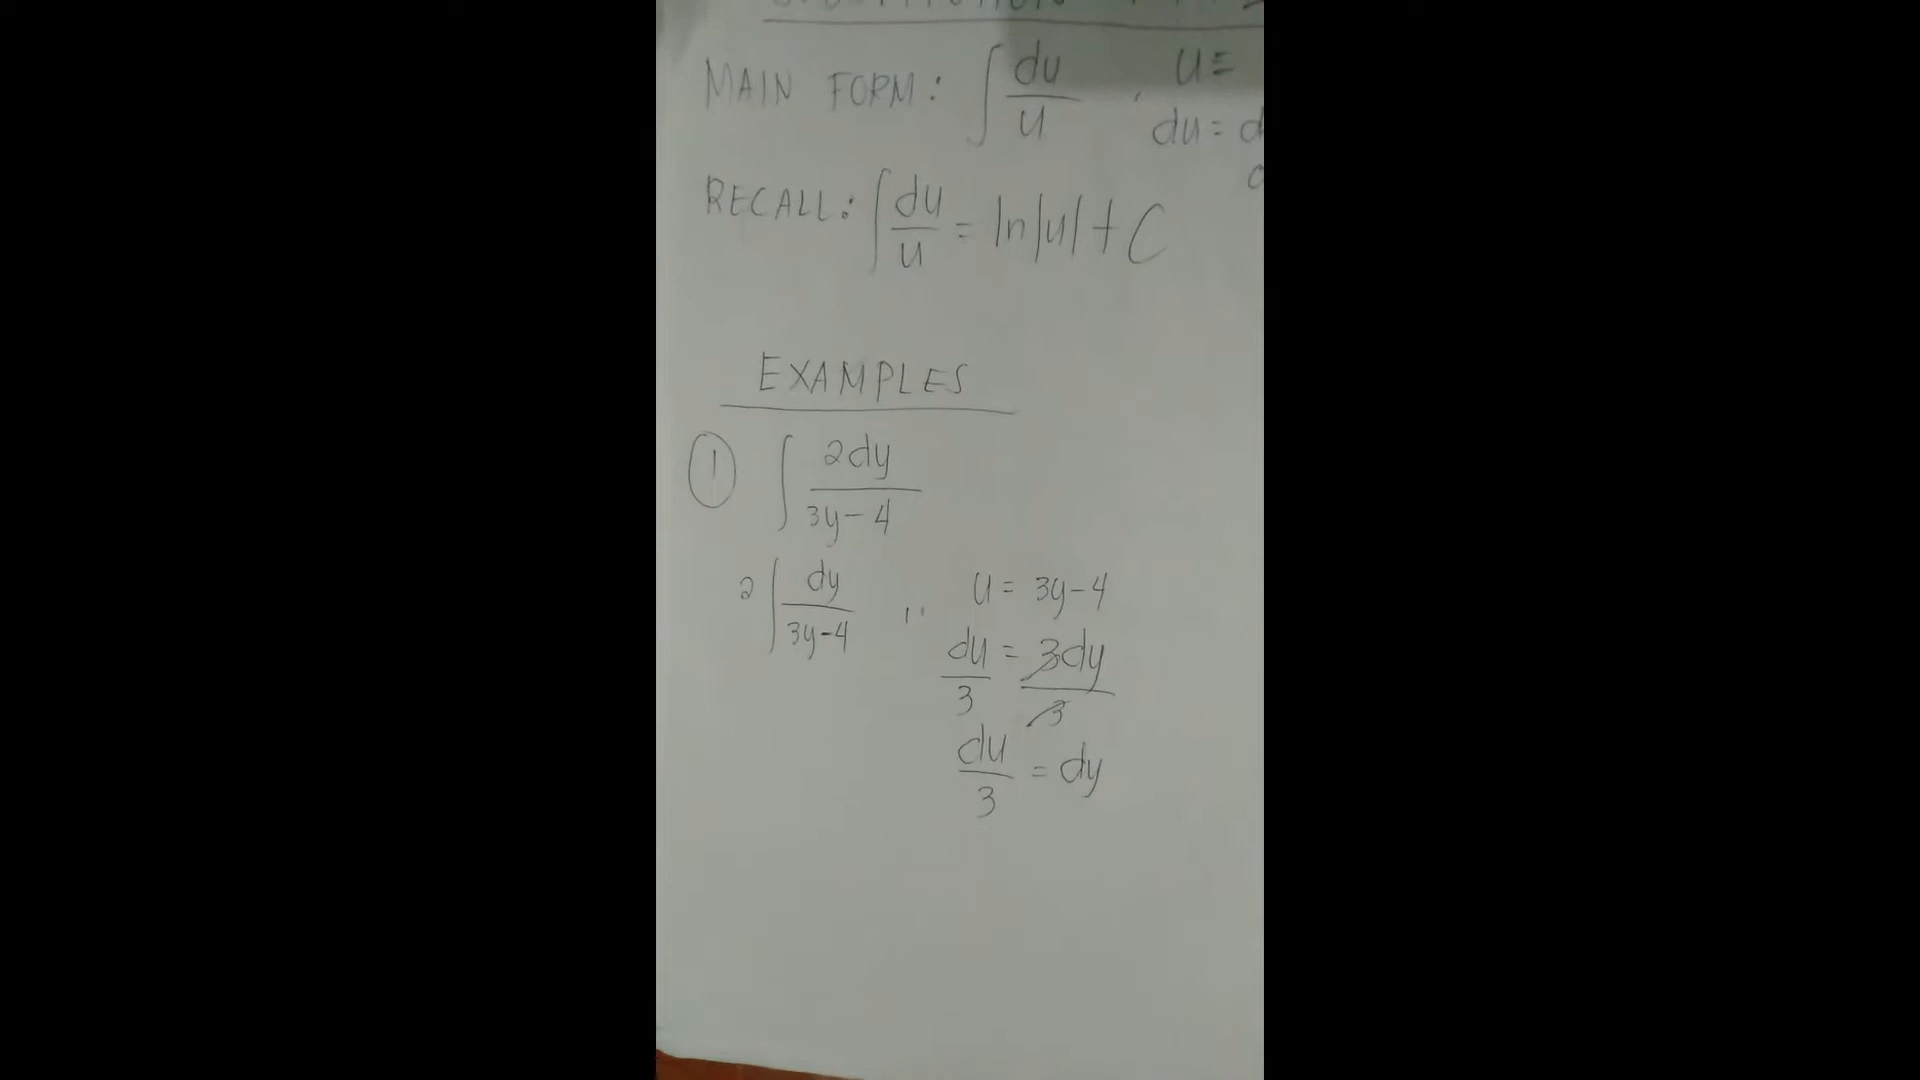 MAIN FORM: ∫ du/u , u =
du = d
RECALL: ∫ du/u = ln|u| + C
EXAMPLES
① ∫ 2dy/3y-4
2 ∫ dy/3y-4 u = 3y-4
du/3 = 3dy/3
du/3 = dy